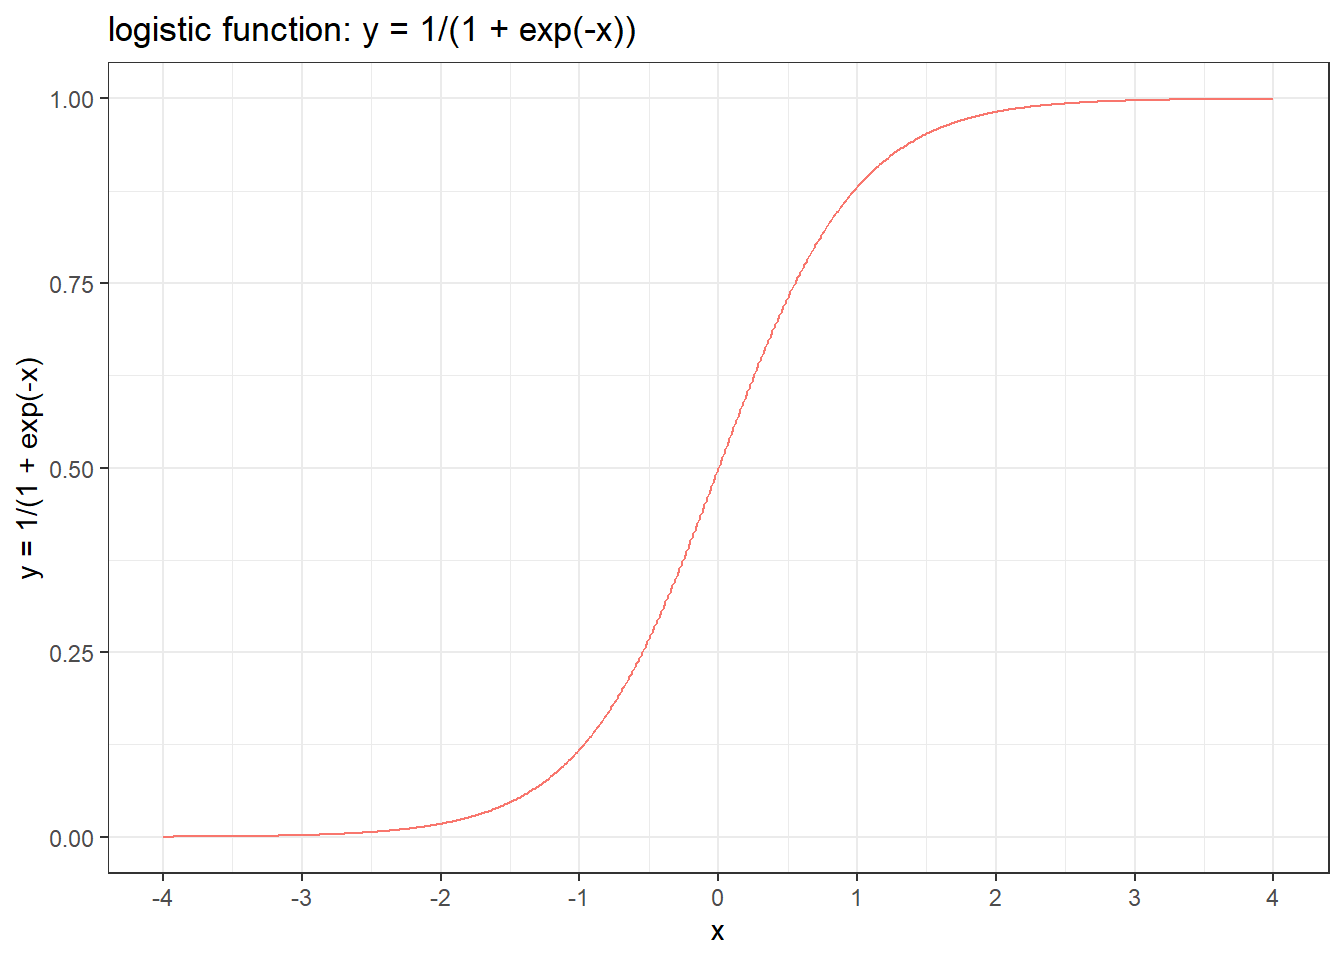 logistic function: y = 1/(1 + exp(-x))
y = 1/(1 + exp(-x)
1.00
0.75
0.50
0.25
0.00
-4 -3 -2 -1 0 1 2 3 4
x